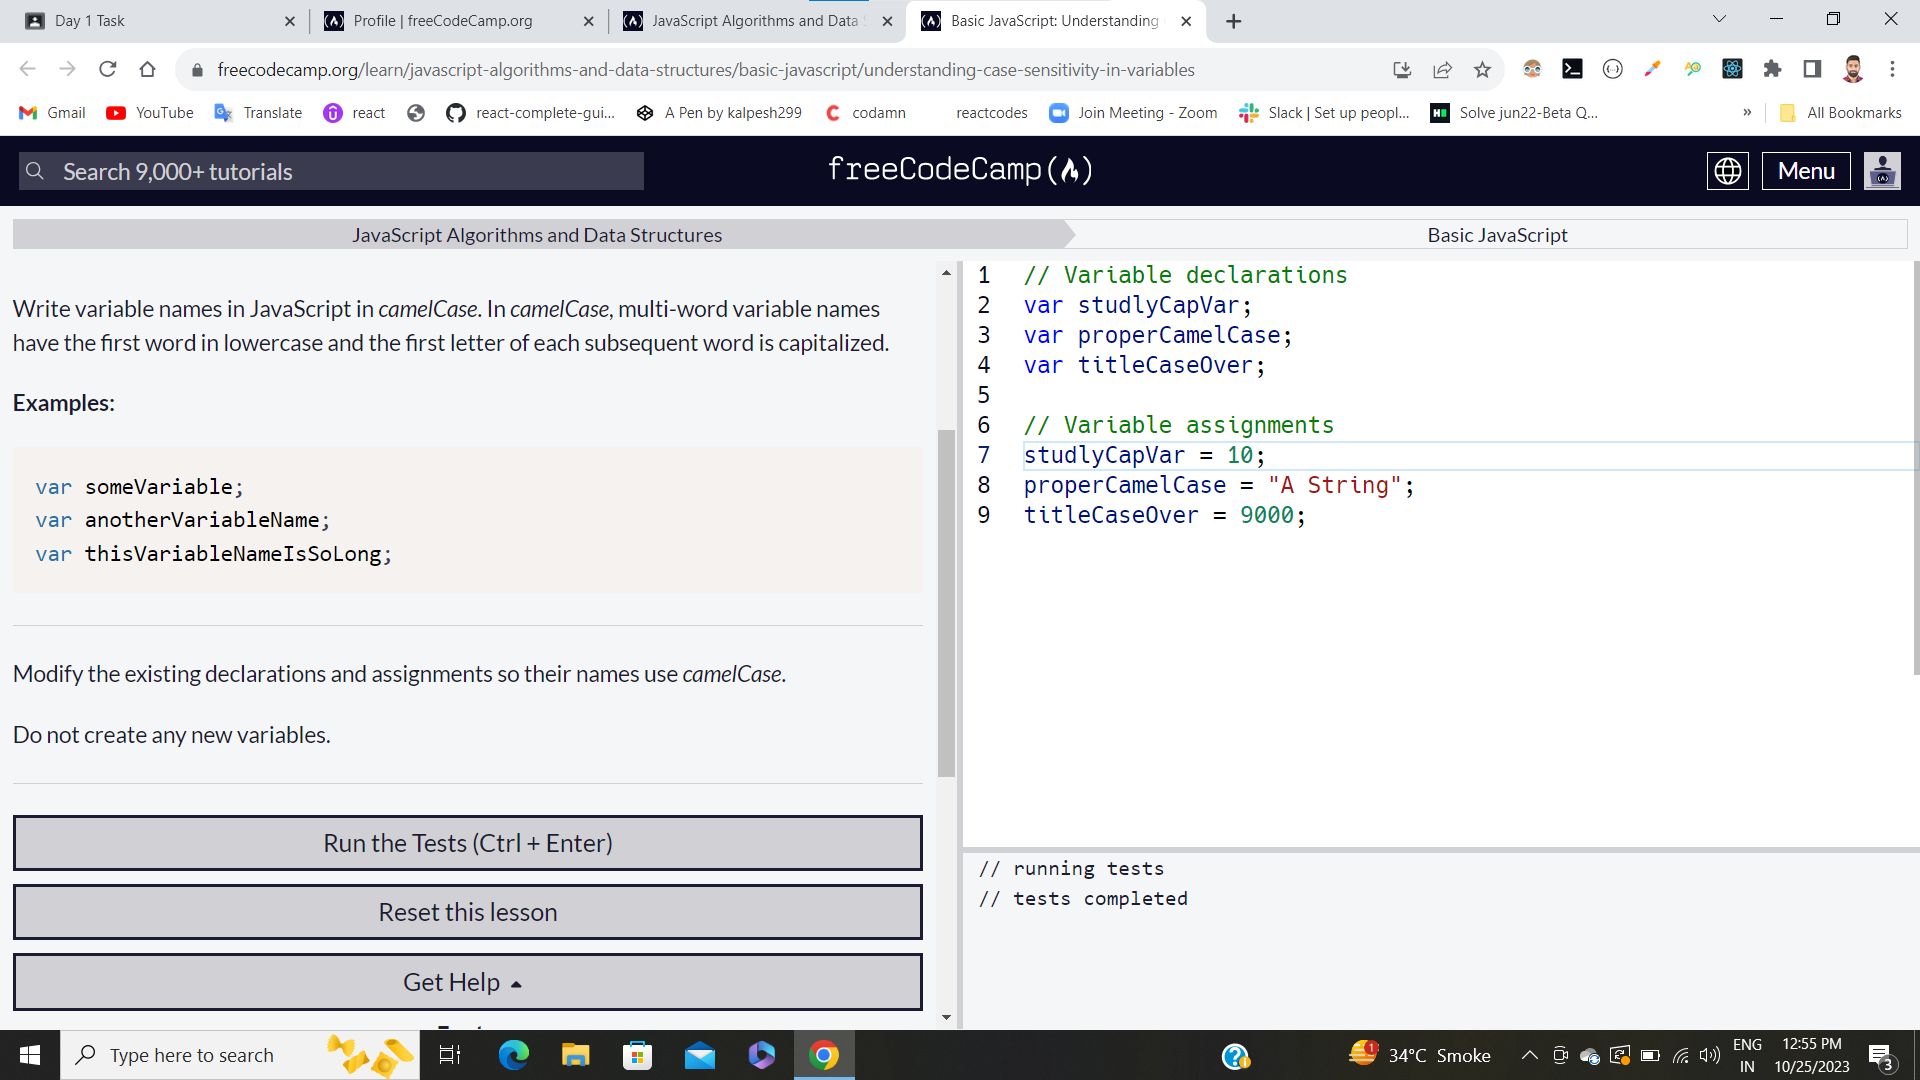 Day 1 Task
Profile | freeCodeCamp.org
JavaScript Algorithms and Data
Basic JavaScript: Understanding
freecodecamp.org/learn/javascript-algorithms-and-data-structures/basic-javascript/understanding-case-sensitivity-in-variables
Gmail
YouTube
Translate
react
react-complete-gui...
A Pen by kalpesh299
codamn
reactcodes
Join Meeting - Zoom
Slack | Set up peopl...
Solve jun22-Beta Q...
»
All Bookmarks
Search 9,000+ tutorials
freeCodeCamp
Menu
JavaScript Algorithms and Data Structures
Basic JavaScript
Write variable names in JavaScript in camelCase. In camelCase, multi-word variable names
have the first word in lowercase and the first letter of each subsequent word is capitalized.
Examples:
var someVariable;
var anotherVariableName;
var thisVariableNameIsSoLong;
Modify the existing declarations and assignments so their names use camelCase.
Do not create any new variables.
Run the Tests (Ctrl + Enter)
Reset this lesson
Get Help
1 // Variable declarations
2 var studlyCapVar;
3 var properCamelCase;
4 var titleCaseOver;
5
6 // Variable assignments
7 studlyCapVar = 10;
8 properCamelCase = "A String";
9 titleCaseOver = 9000;
// running tests
// tests completed
Type here to search
1
34°C Smoke
ENG
IN
12:55 PM
10/25/2023
3